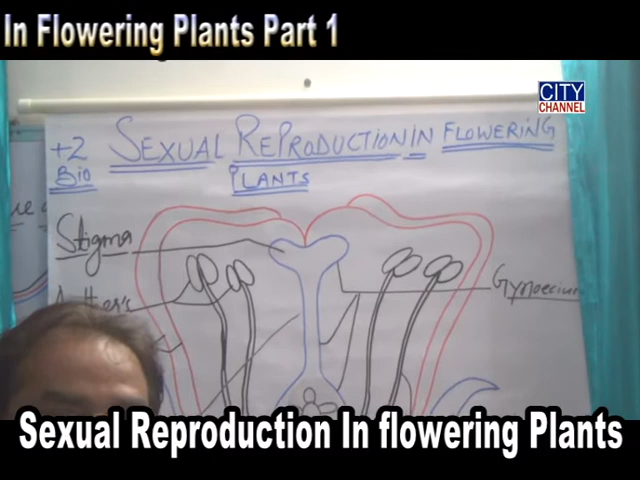 In Flowering Plants Part 1
CITY
CHANNEL
+2 SEXUAL REPRODUCTION IN FLOWERING
Bio PLANTS
Stigma
Gynoecium
Sexual Reproduction In flowering Plants